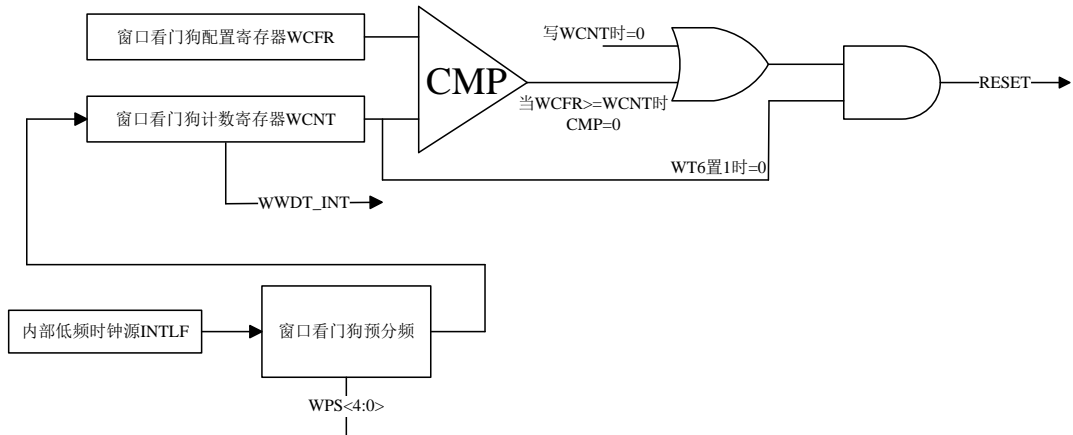 窗口看门狗配置寄存器WCFR
CMP
写WCNT时=0
RESET
当WCFR>=WCNT时
CMP=0
窗口看门狗计数寄存器WCNT
WT6置1时=0
WWDT_INT
内部低频时钟源INTLF
窗口看门狗预分频
WPS<4:0>